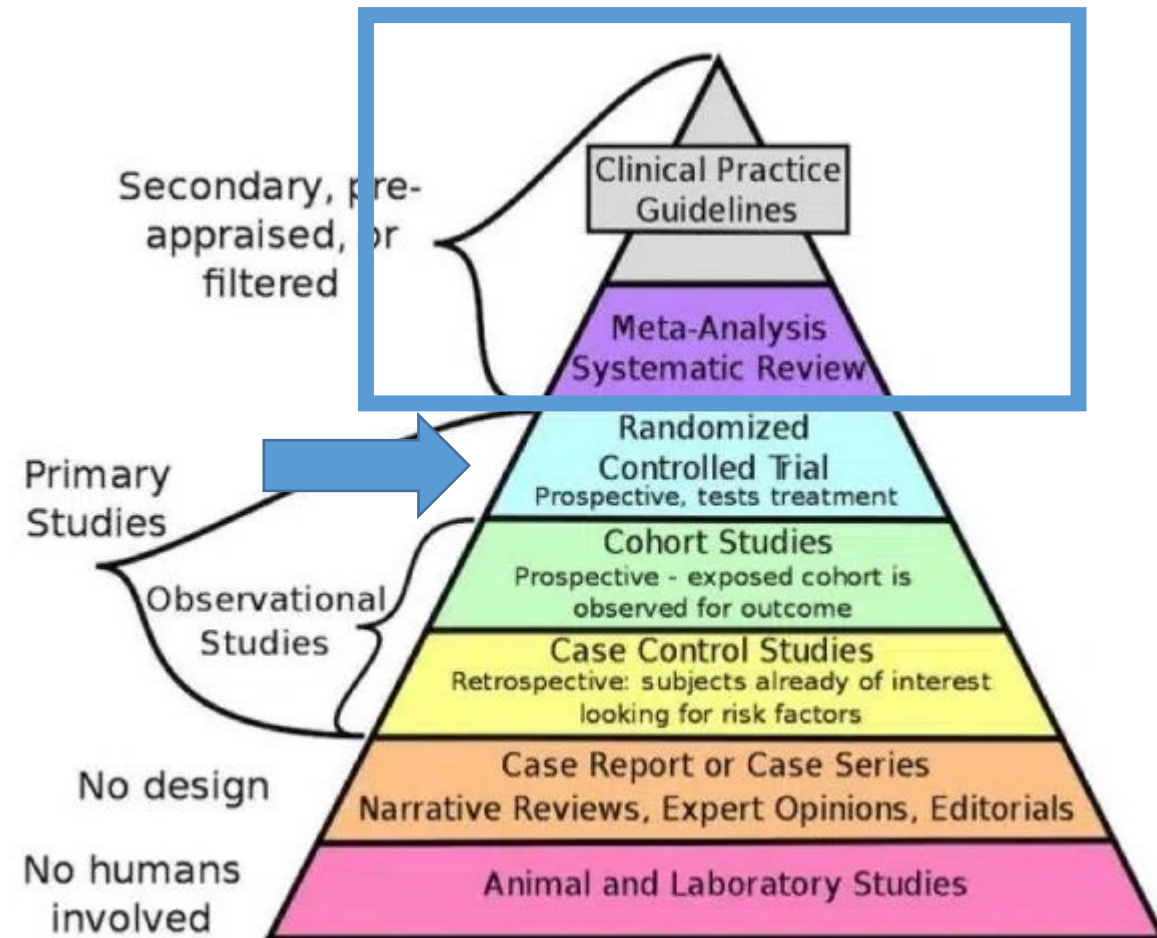 Clinical Practice
Guidelines
Secondary, pre-
appraised, or
filtered
Meta-Analysis
Systematic Review
Randomized
Controlled Trial
Prospective, tests treatment
Primary
Studies
Cohort Studies
Prospective - exposed cohort is
observed for outcome
Observational
Studies
Case Control Studies
Retrospective: subjects already of interest
looking for risk factors
No design
Case Report or Case Series
Narrative Reviews, Expert Opinions, Editorials
No humans
involved
Animal and Laboratory Studies